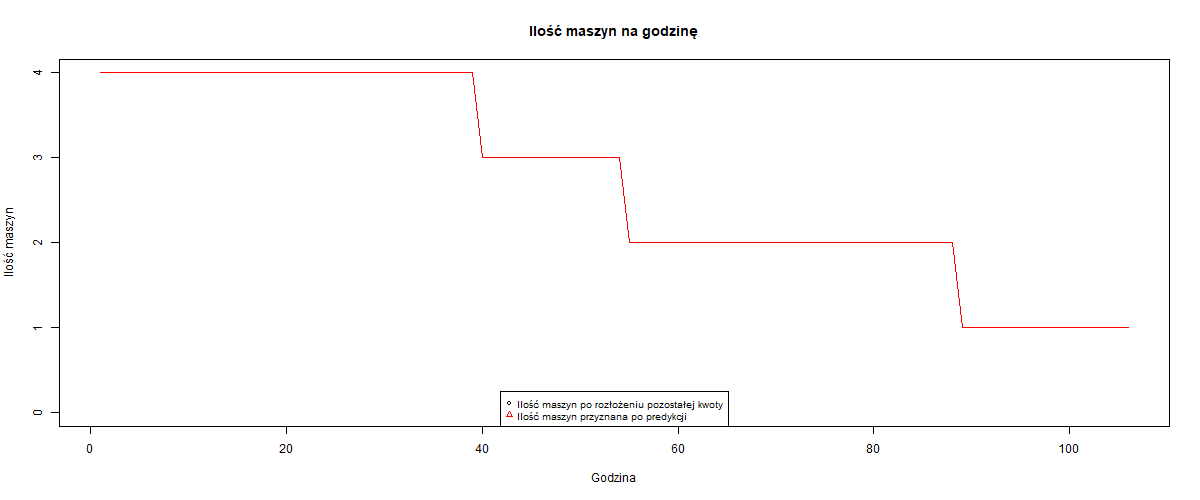 Ilość maszyn na godzinę
Ilość maszyn
4
3
2
1
0
Ilość maszyn po rozłożeniu pozostałej kwoty
Ilość maszyn przyznana po predykcji
0 20 40 60 80 100
Godzina